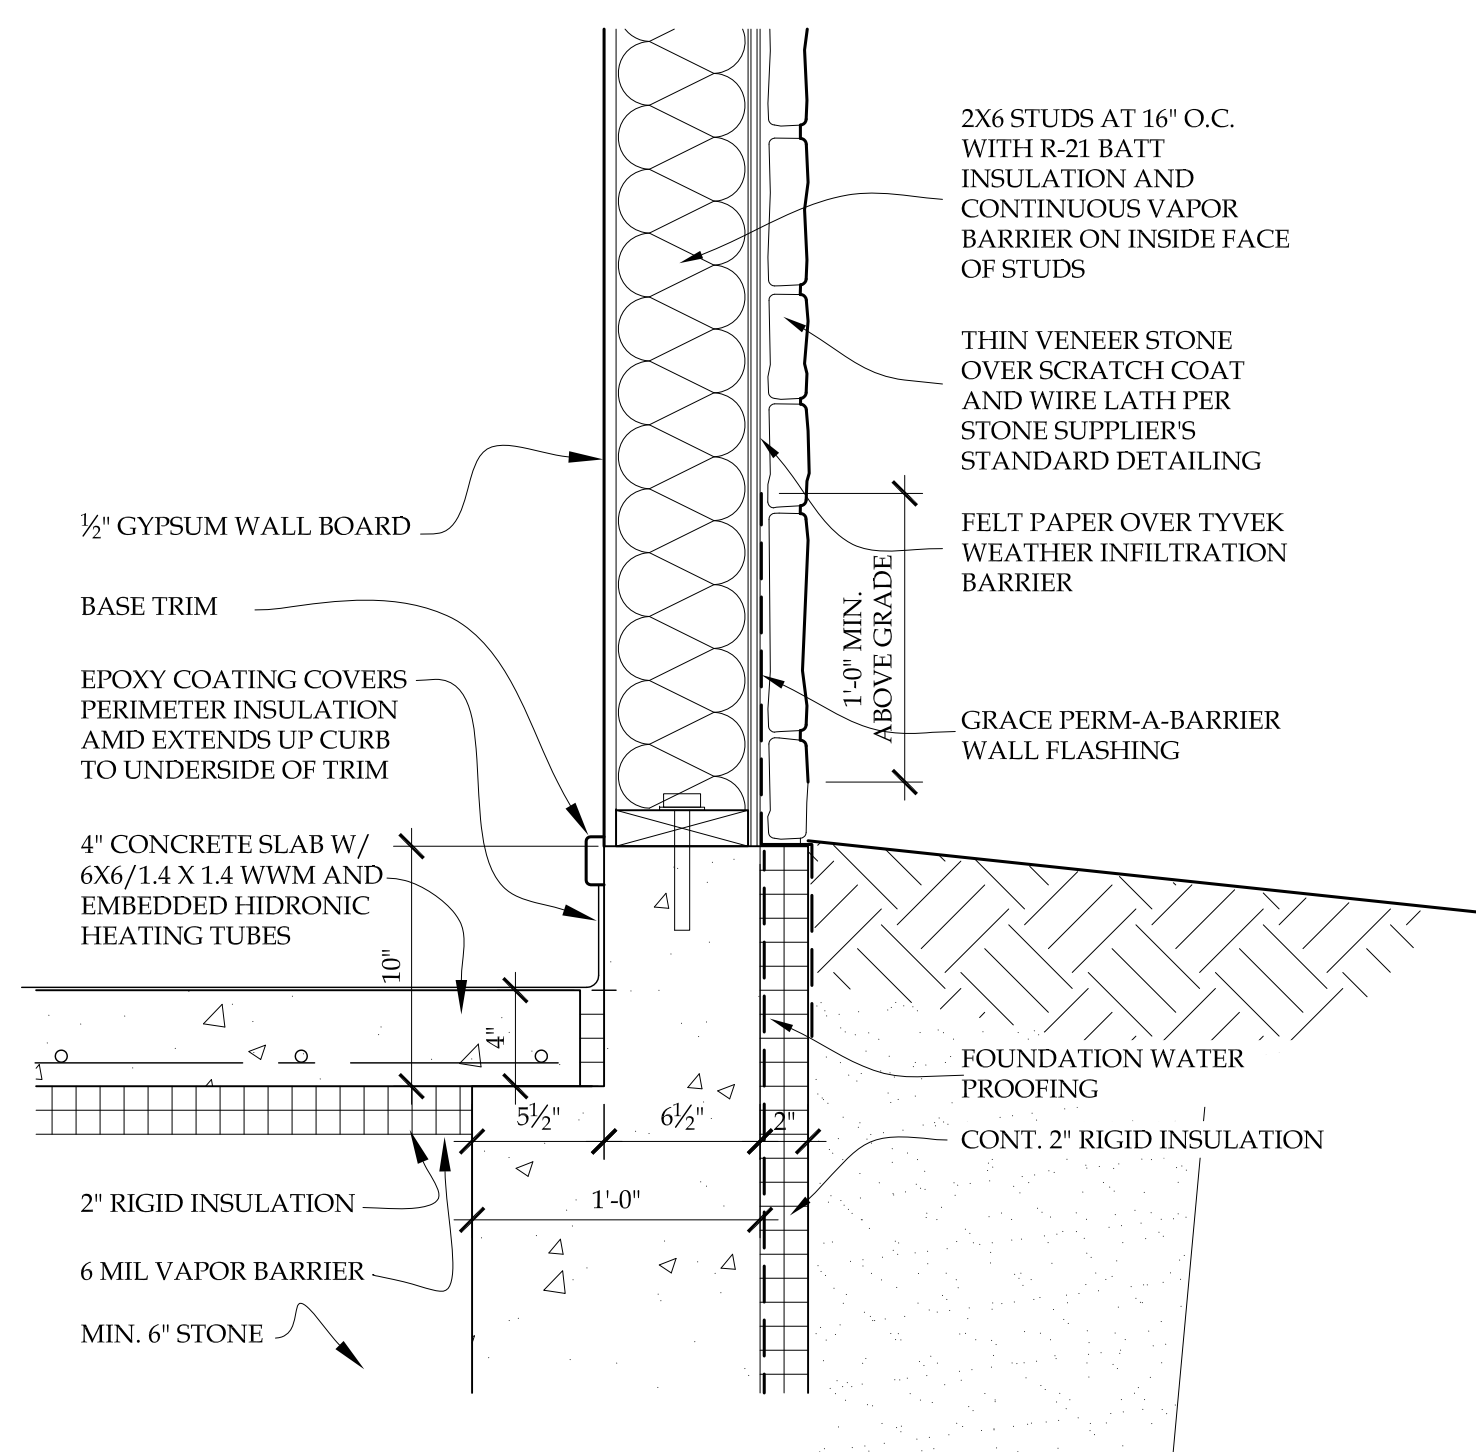 2X6 STUDS AT 16" O.C.
WITH R-21 BATT
INSULATION AND
CONTINUOUS VAPOR
BARRIER ON INSIDE FACE
OF STUDS
THIN VENEER STONE
OVER SCRATCH COAT
AND WIRE LATH PER
STONE SUPPLIER'S
STANDARD DETAILING
FELT PAPER OVER TYVEK
WEATHER INFILTRATION
BARRIER
1'-0" MIN.
ABOVE GRADE
GRACE PERM-A-BARRIER
WALL FLASHING
½" GYPSUM WALL BOARD
BASE TRIM
EPOXY COATING COVERS
PERIMETER INSULATION
AMD EXTENDS UP CURB
TO UNDERSIDE OF TRIM
4" CONCRETE SLAB W/
6X6/1.4 X 1.4 WWM AND
EMBEDDED HIDRONIC
HEATING TUBES
10"
4"
5½"
6½"
2"
1'-0"
FOUNDATION WATER
PROOFING
CONT. 2" RIGID INSULATION
2" RIGID INSULATION
6 MIL VAPOR BARRIER
MIN. 6" STONE